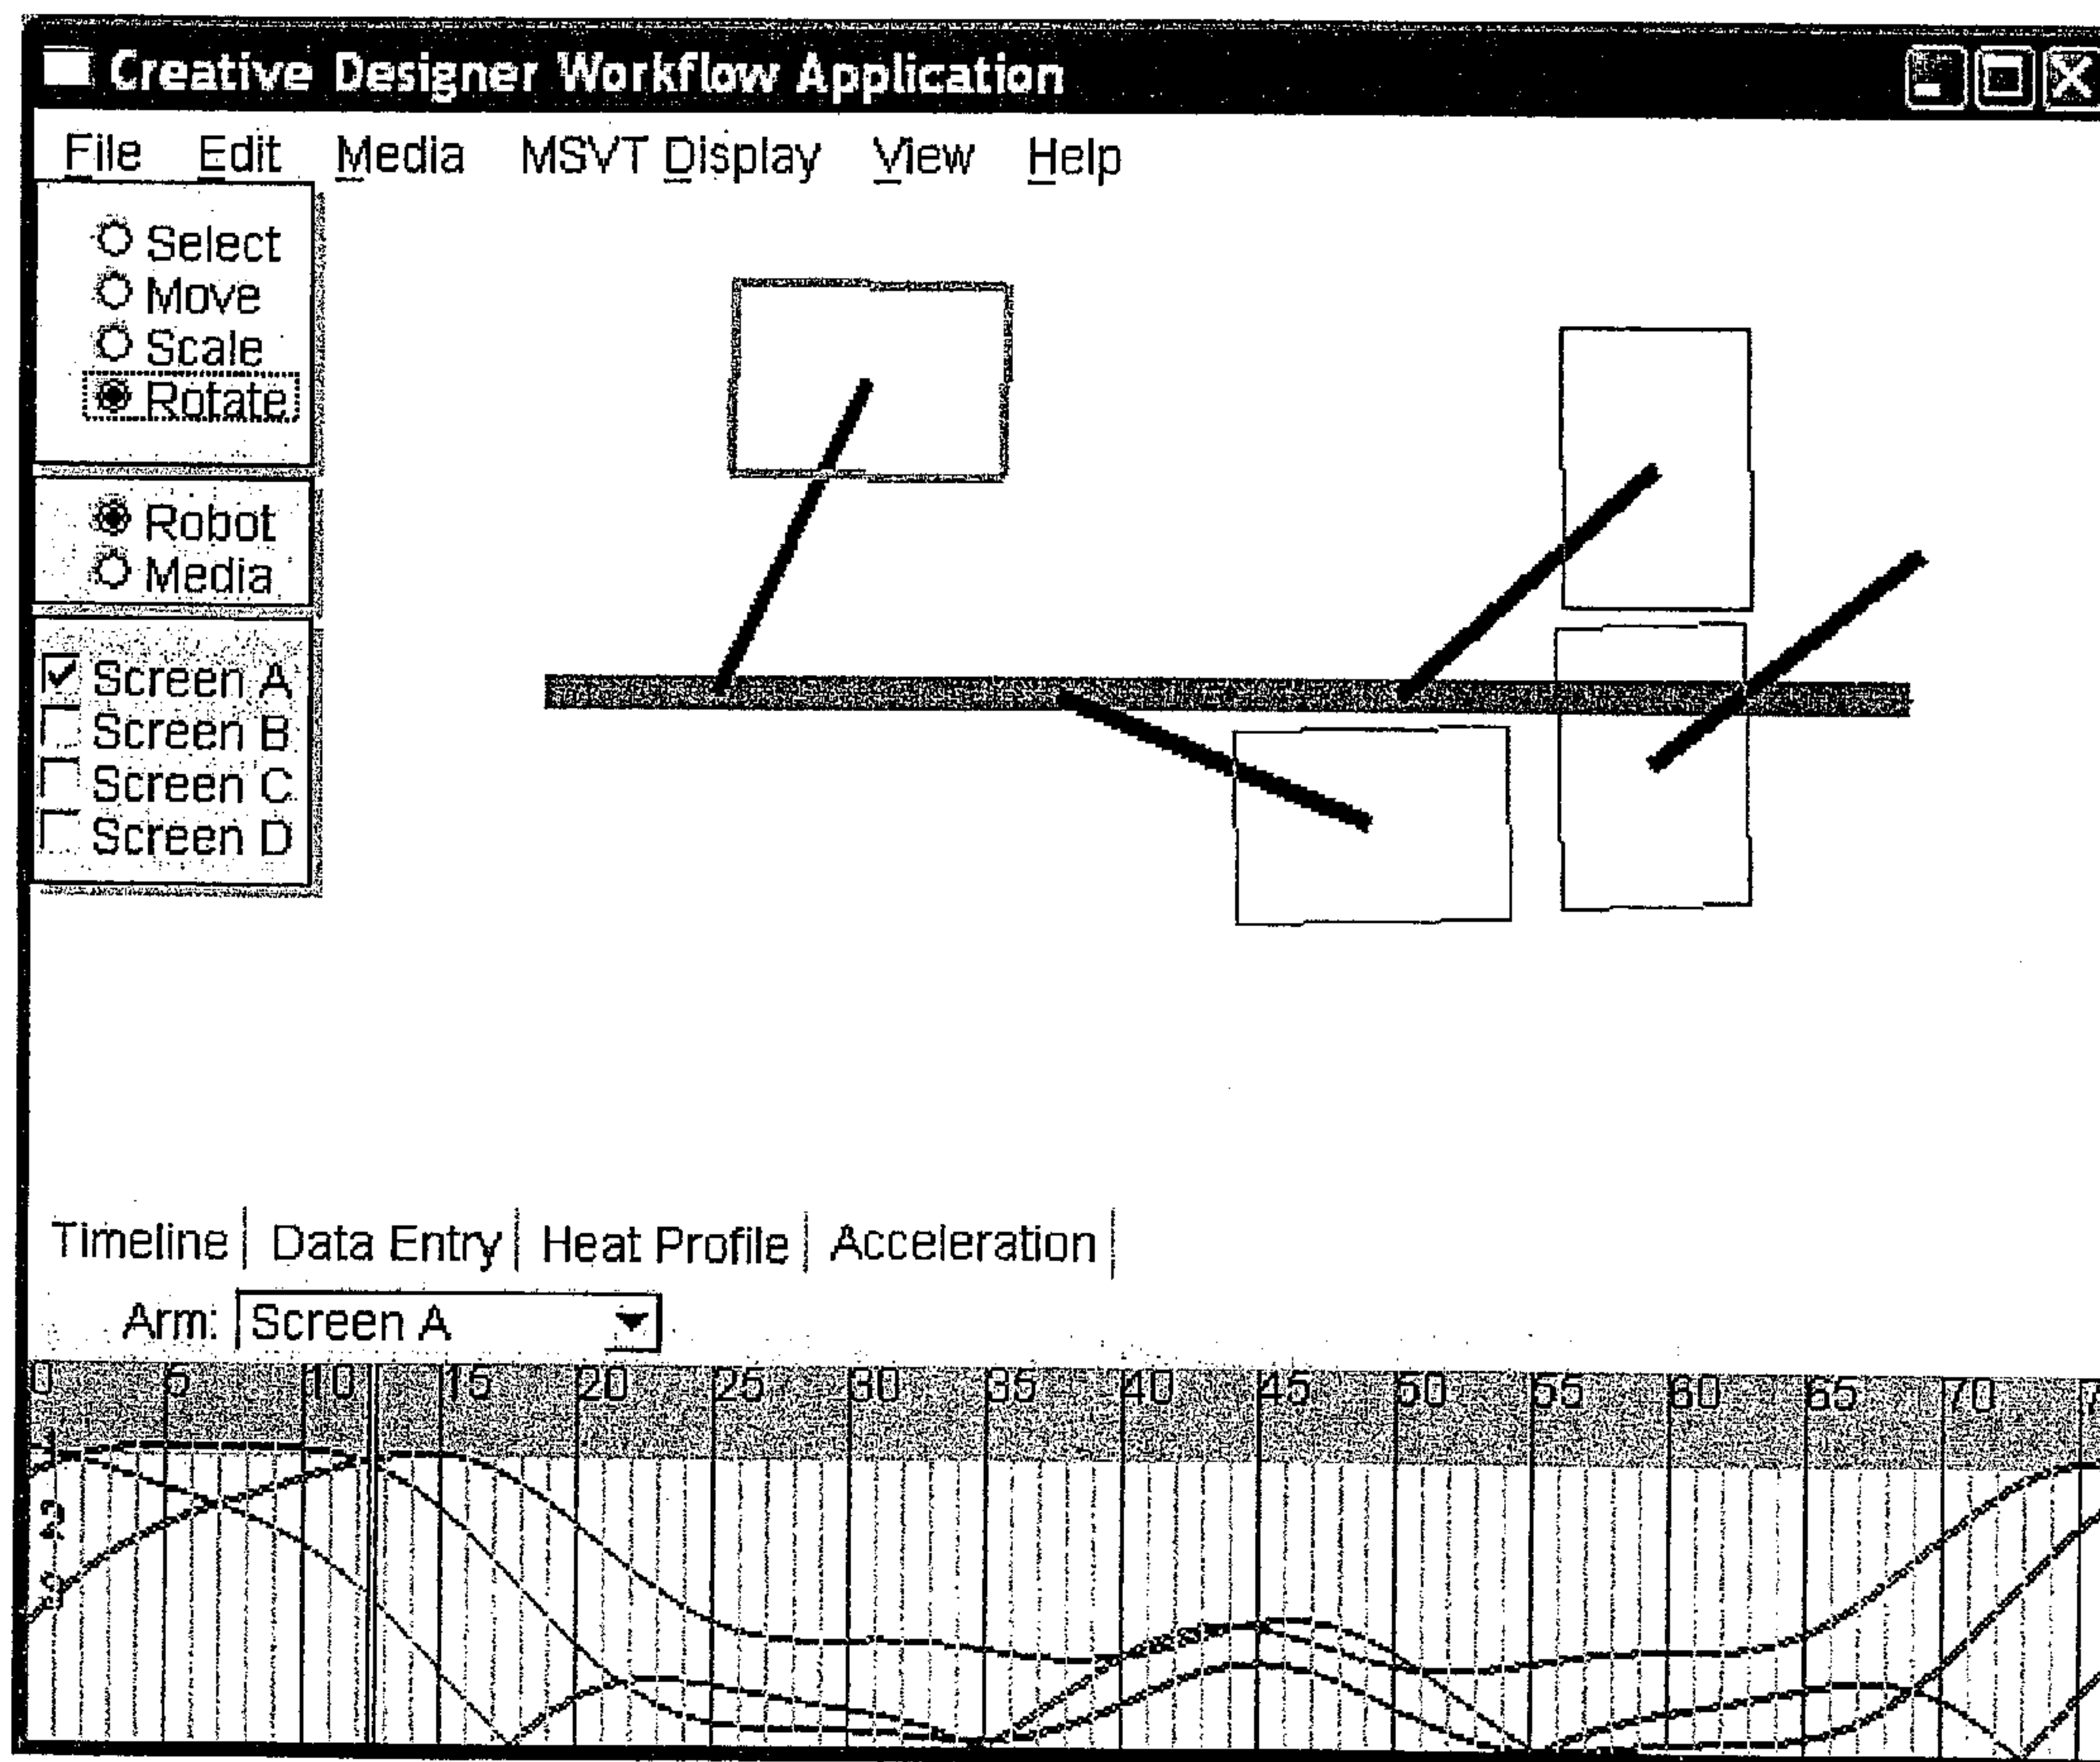 Creative Designer Workflow Application
File Edit Media MSVT Display View Help
Select
Move
Scale
Rotate
Robot
Media
Screen A
Screen B
Screen C
Screen D
Timeline Data Entry Heat Profile Acceleration
Arm: Screen A
0 5 10 15 20 25 30 35 40 45 50 55 60 65 70